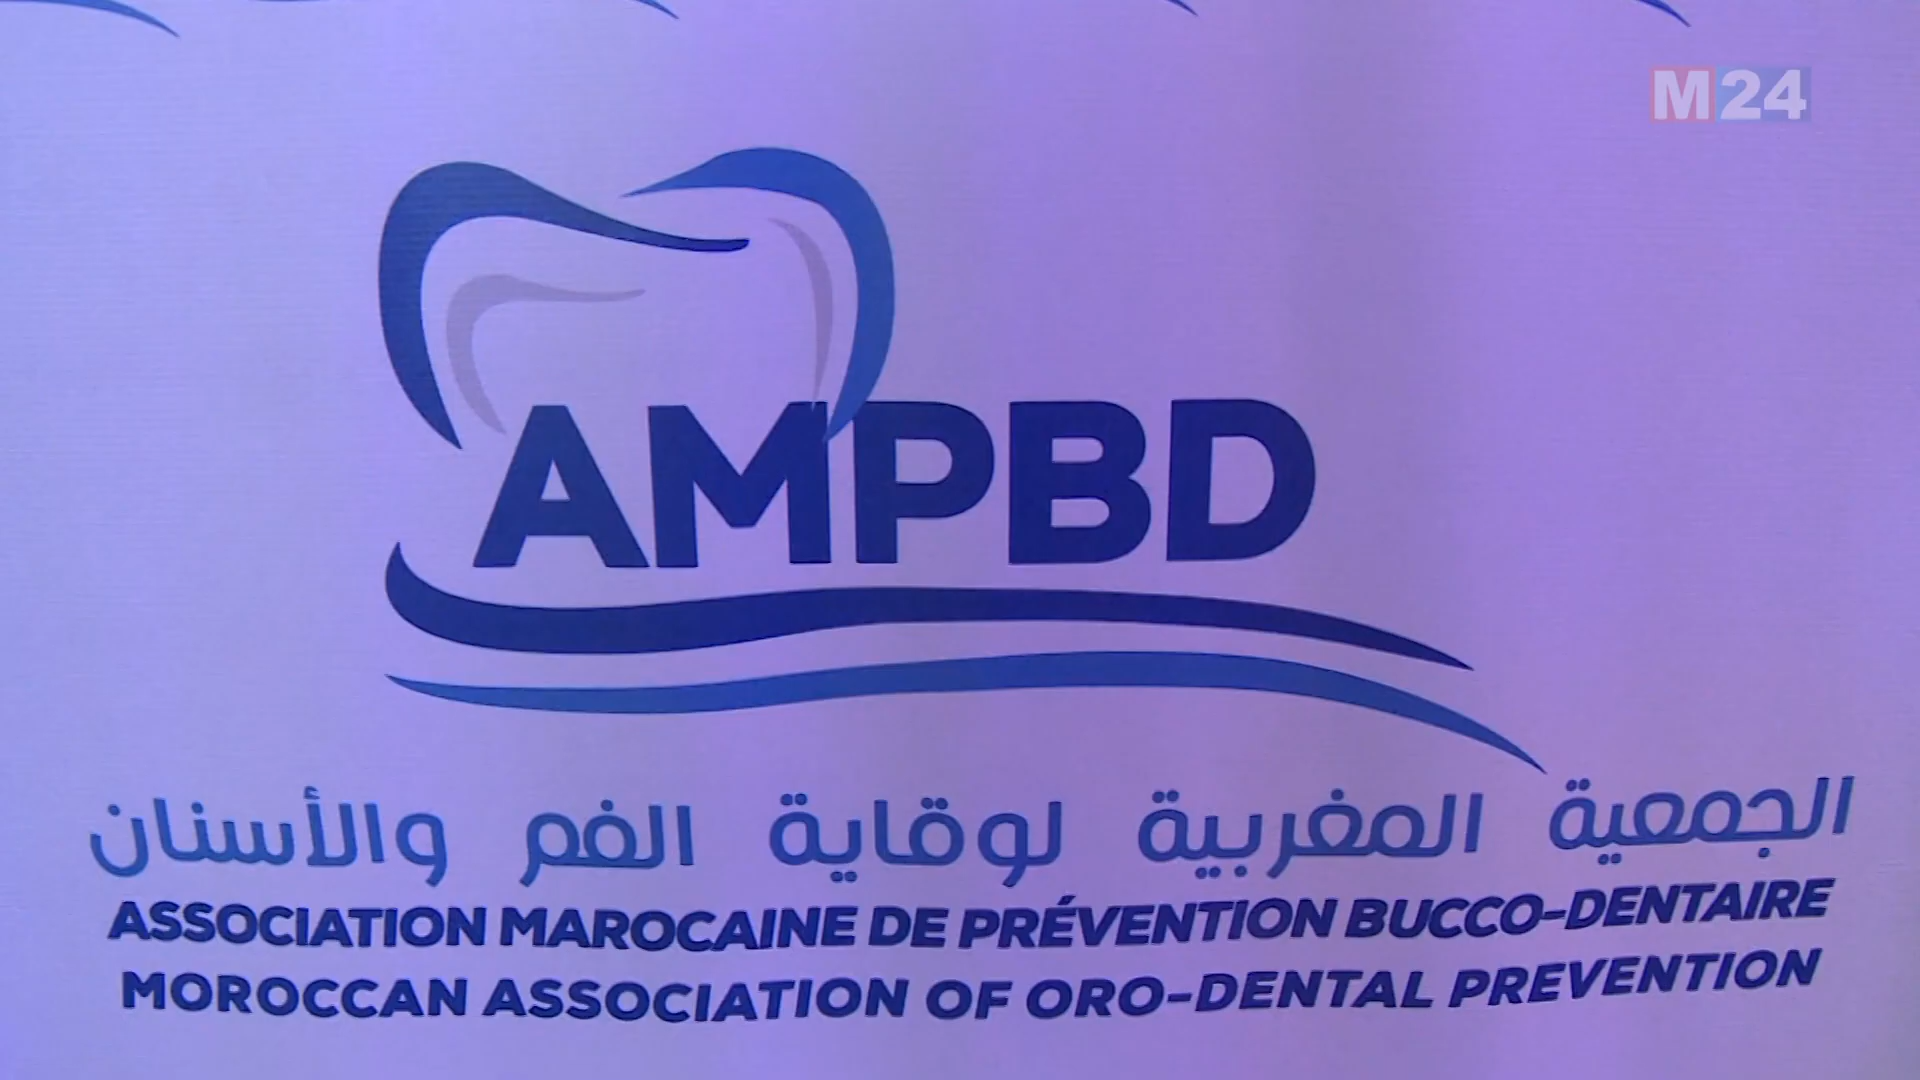 M24
AMPBD
الجمعية المغربية لوقاية الفم والأسنان
ASSOCIATION MAROCAINE DE PRÉVENTION BUCCO-DENTAIRE
MOROCCAN ASSOCIATION OF ORO-DENTAL PREVENTION